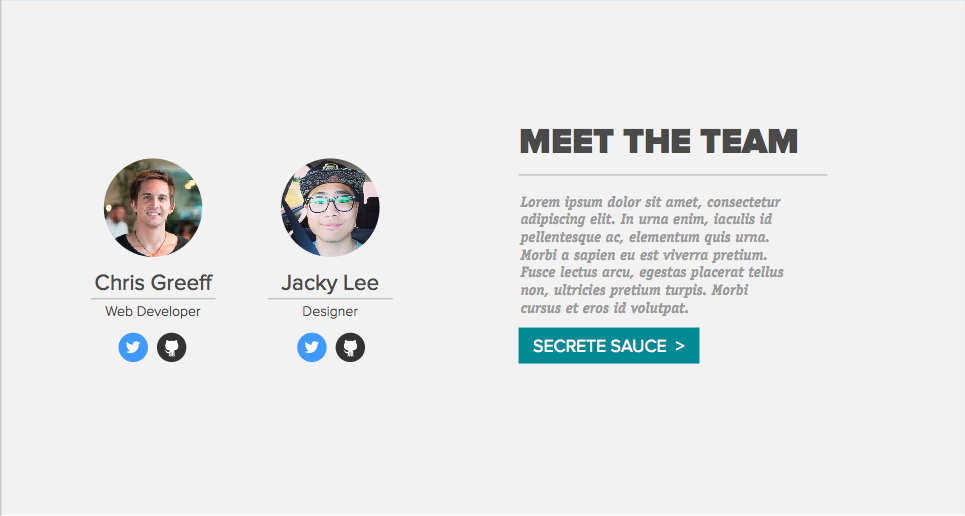 MEET THE TEAM
Lorem ipsum dolor sit amet, consectetur
adipiscing elit. In urna enim, iaculis id
pellentesque ac, elementum quis urna.
Morbi a sapien eu est viverra pretium.
Fusce lectus arcu, egestas placerat tellus
non, ultricies pretium turpis. Morbi
cursus et eros id volutpat.
SECRETE SAUCE >
Chris Greeff
Web Developer
Jacky Lee
Designer